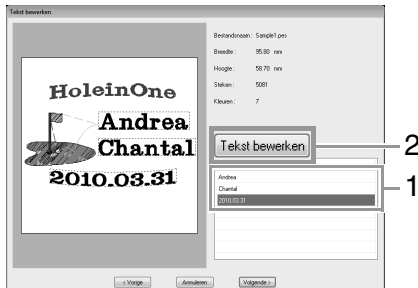 Tekst bewerken
HoleinOne
Andrea
Chantal
2010.03.31
Bestandsnaam: Sample1.pes
Breedte: 95.80 mm
Hoogte: 58.70 mm
Steken: 5081
Kleuren: 7
Tekst bewerken
2
Andrea
Chantal
2010.03.31
1
< Vorige
Annuleren
Volgende >